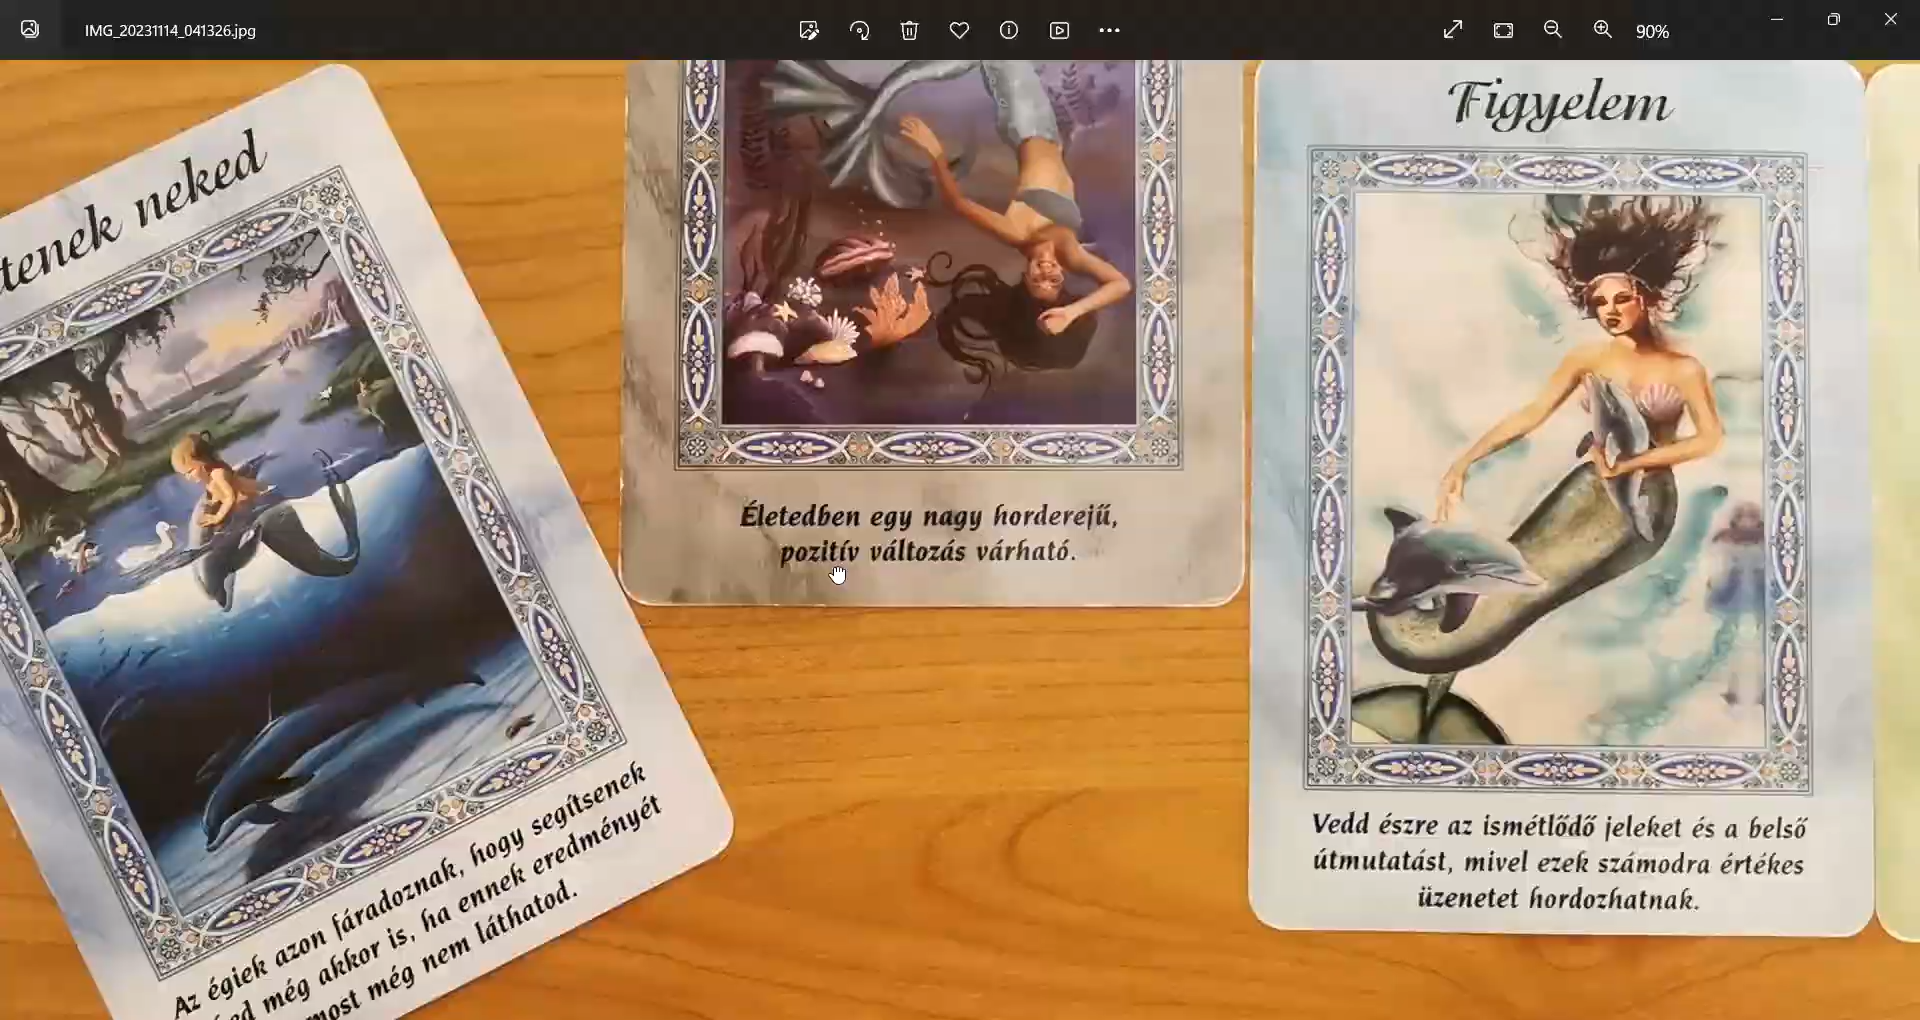 IMG_20231114_041326.jpg
90%
tenek neked
Az égiek azon fáradoznak, hogy segítsenek
még akkor is, ha ennek eredményét
most még nem láthatod.
Életedben egy nagy horderejű,
pozitív változás várható.
Figyelem
Vedd észre az ismétlődő jeleket és a belső
útmutatást, mivel ezek számodra értékes
üzenetet hordozhatnak.